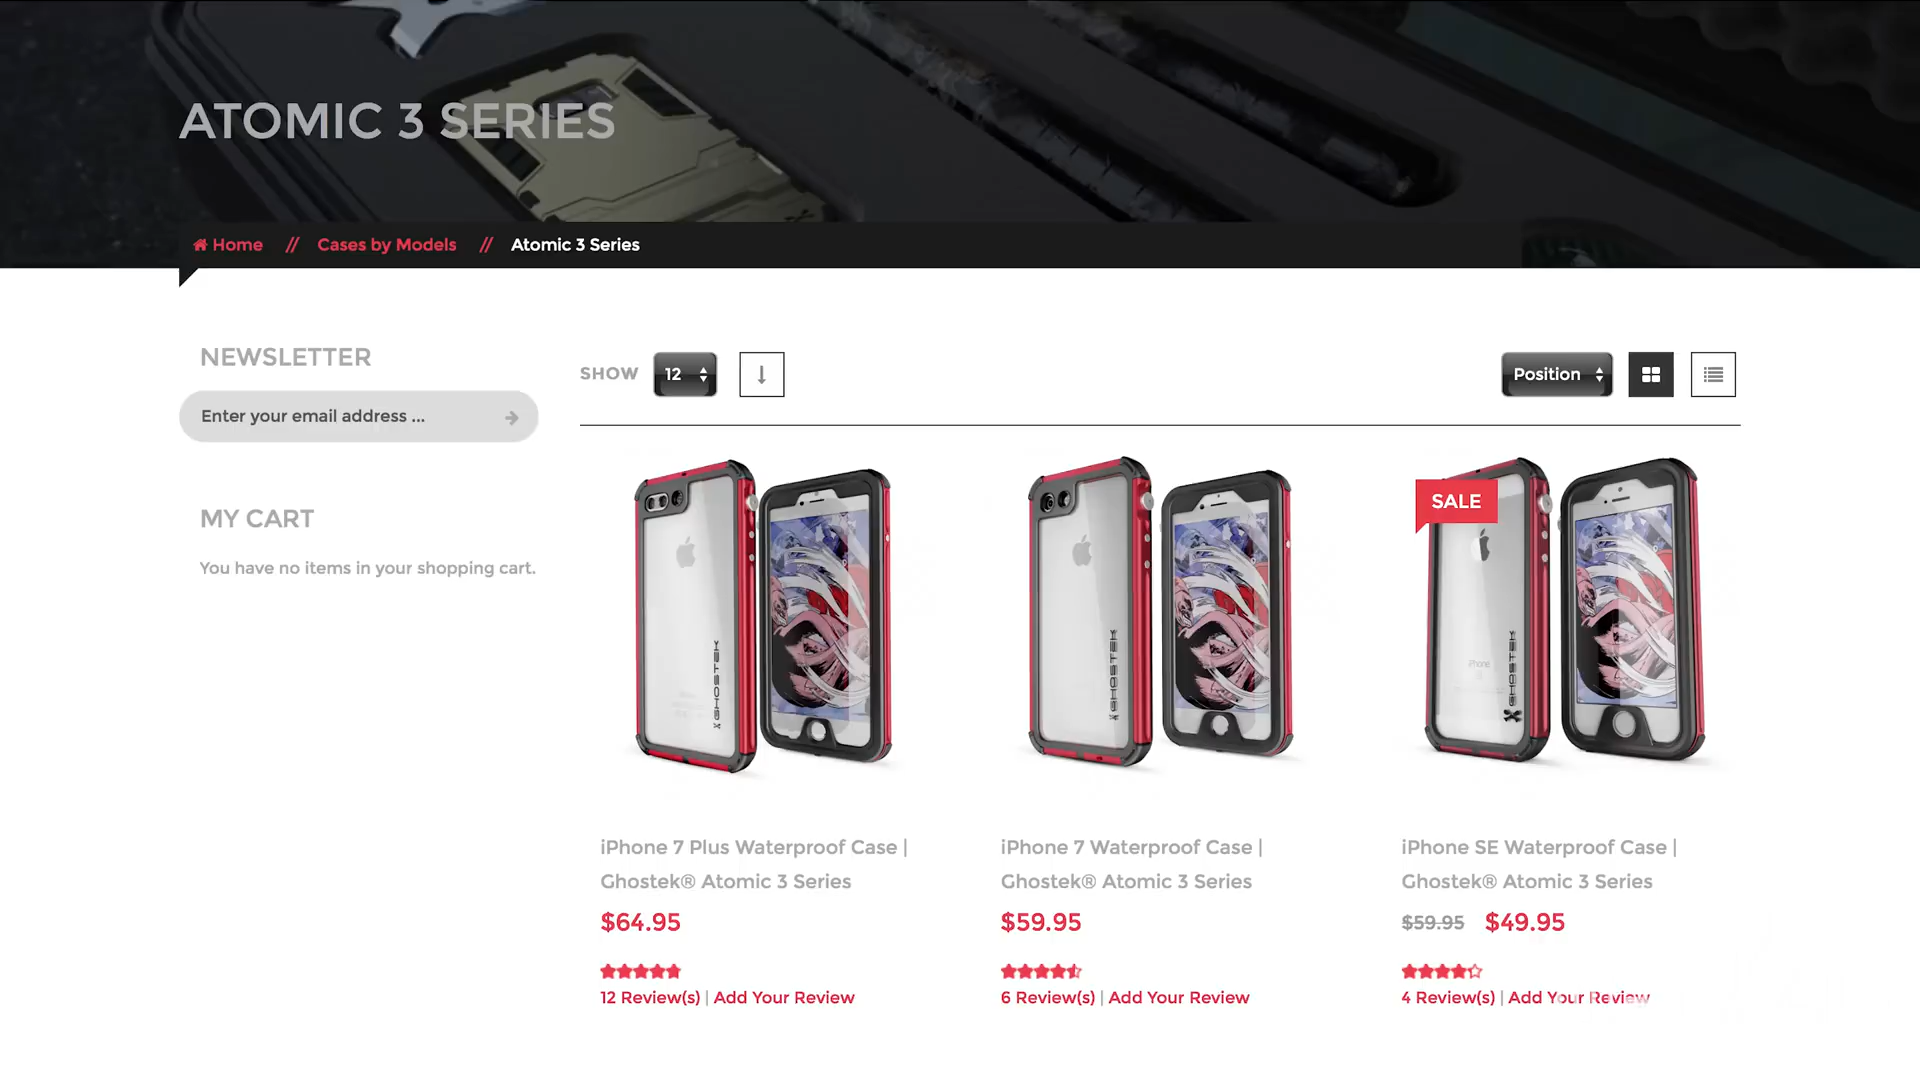 ATOMIC 3 SERIES
Home // Cases by Models // Atomic 3 Series
NEWSLETTER
Enter your email address ...
MY CART
You have no items in your shopping cart.
SHOW 12
Position
GHOSTEK
GHOSTEK
SALE
iPhone
GHOSTEK
iPhone 7 Plus Waterproof Case |
Ghostek® Atomic 3 Series
$64.95
12 Review(s) | Add Your Review
iPhone 7 Waterproof Case |
Ghostek® Atomic 3 Series
$59.95
6 Review(s) | Add Your Review
iPhone SE Waterproof Case |
Ghostek® Atomic 3 Series
$59.95 $49.95
4 Review(s) | Add Your Review